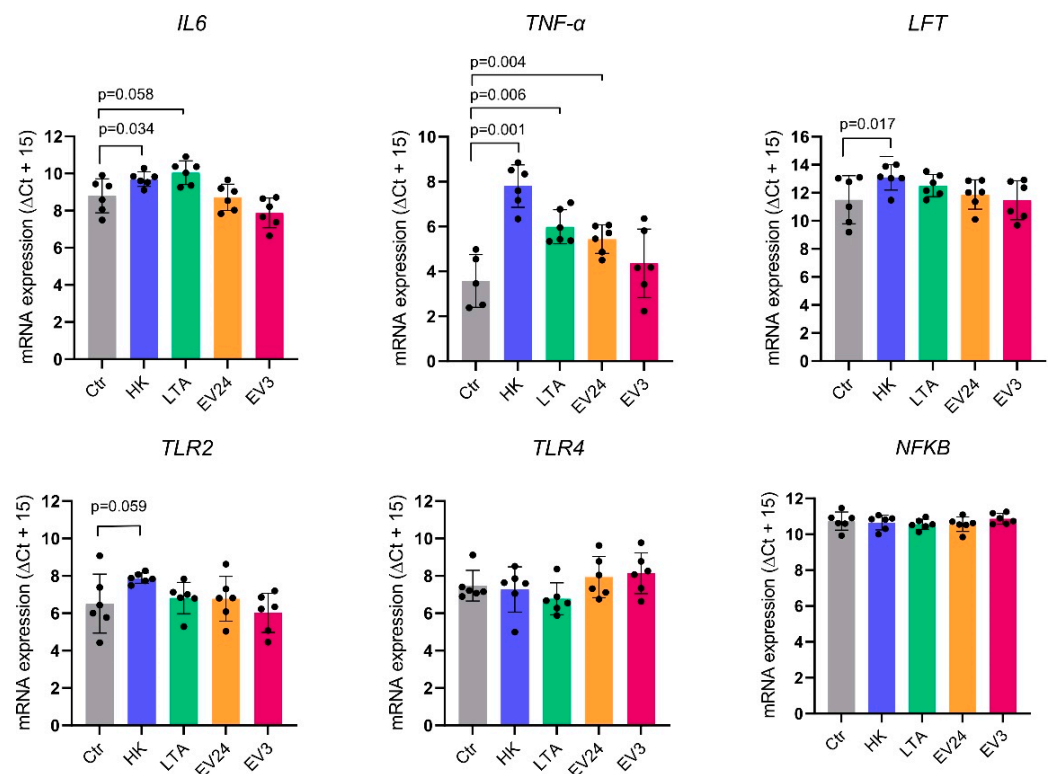 IL6
p=0.058
p=0.034
mRNA expression (ΔCt + 15)
12
10
8
6
4
2
0
Ctr
HK
LTA
EV24
EV3
TNF-α
p=0.004
p=0.006
p=0.001
mRNA expression (ΔCt + 15)
10
8
6
4
2
0
Ctr
HK
LTA
EV24
EV3
LFT
p=0.017
mRNA expression (ΔCt + 15)
16
14
12
10
8
6
4
2
0
Ctr
HK
LTA
EV24
EV3
TLR2
p=0.059
mRNA expression (ΔCt + 15)
12
10
8
6
4
2
0
Ctr
HK
LTA
EV24
EV3
TLR4
mRNA expression (ΔCt + 15)
12
10
8
6
4
2
0
Ctr
HK
LTA
EV24
EV3
NFKB
mRNA expression (ΔCt + 15)
12
10
8
6
4
2
0
Ctr
HK
LTA
EV24
EV3